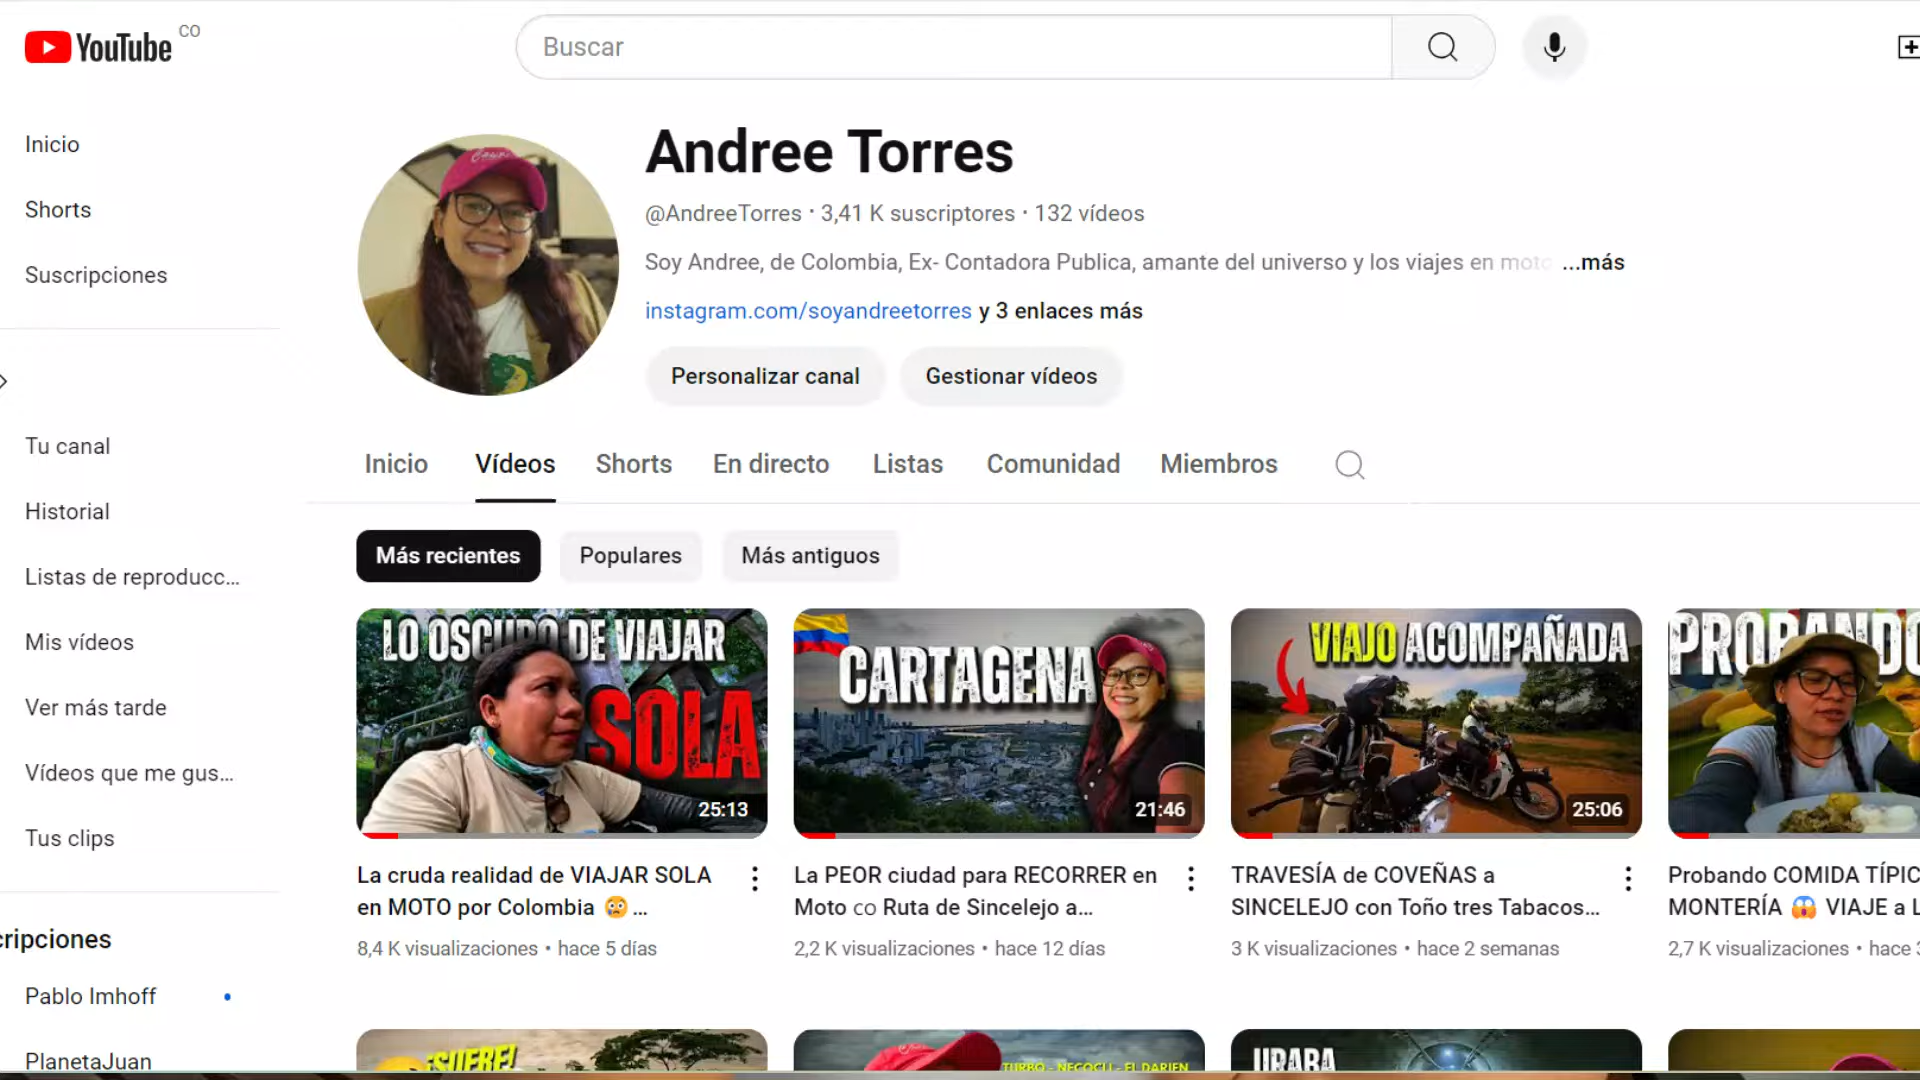 YouTube CO
Buscar
Inicio
Shorts
Suscripciones
Tu canal
Historial
Listas de reproducc...
Mis vídeos
Ver más tarde
Vídeos que me gus...
Tus clips
cripciones
Pablo Imhoff
PlanetaJuan
Andree Torres
@AndreeTorres · 3,41 K suscriptores · 132 vídeos
Soy Andree, de Colombia, Ex- Contadora Publica, amante del universo y los viajes en moto ...más
instagram.com/soyandreetorres y 3 enlaces más
Personalizar canal
Gestionar vídeos
Inicio
Vídeos
Shorts
En directo
Listas
Comunidad
Miembros
Más recientes
Populares
Más antiguos
LO OSCURO DE VIAJAR
SOLA
25:13
La cruda realidad de VIAJAR SOLA
en MOTO por Colombia 😢 ...
8,4 K visualizaciones • hace 5 días
CARTAGENA
21:46
La PEOR ciudad para RECORRER en
Moto co Ruta de Sincelejo a...
2,2 K visualizaciones • hace 12 días
VIAJO ACOMPAÑADA
25:06
TRAVESÍA de COVEÑAS a
SINCELEJO con Toño tres Tabacos...
3 K visualizaciones • hace 2 semanas
Probando COMIDA TÍPIC
MONTERÍA 😱 VIAJE a L
2,7 K visualizaciones • hace 3
¡SUFRE!
TURBO - NECOCLI - EL DARIEN
URABA